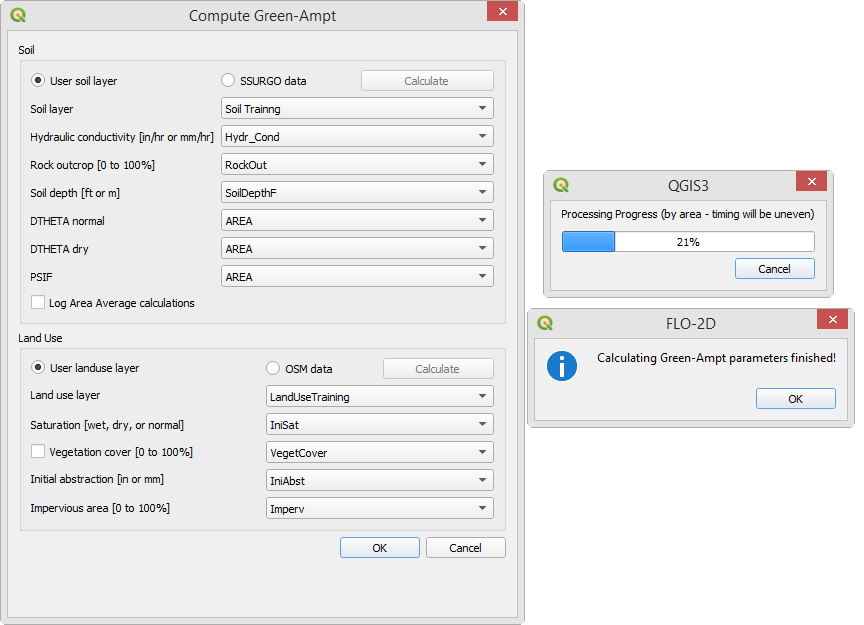 Compute Green-Ampt
Soil
User soil layer
SSURGO data
Calculate
Soil layer
Soil Trainng
Hydraulic conductivity [in/hr or mm/hr]
Hydr_Cond
Rock outcrop [0 to 100%]
RockOut
Soil depth [ft or m]
SoilDepthF
DTHETA normal
AREA
DTHETA dry
AREA
PSIF
AREA
Log Area Average calculations
Land Use
User landuse layer
OSM data
Calculate
Land use layer
LandUseTraining
Saturation [wet, dry, or normal]
IniSat
Vegetation cover [0 to 100%]
VegetCover
Initial abstraction [in or mm]
IniAbst
Impervious area [0 to 100%]
Imperv
OK
Cancel
QGIS3
Processing Progress (by area - timing will be uneven)
21%
Cancel
FLO-2D
Calculating Green-Ampt parameters finished!
OK